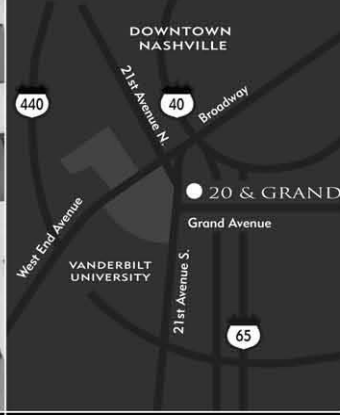 DOWNTOWN
NASHVILLE
21st Avenue N.
440
40
Broadway
20 & GRAND
Grand Avenue
West End Avenue
VANDERBILT
UNIVERSITY
21st Avenue S.
65